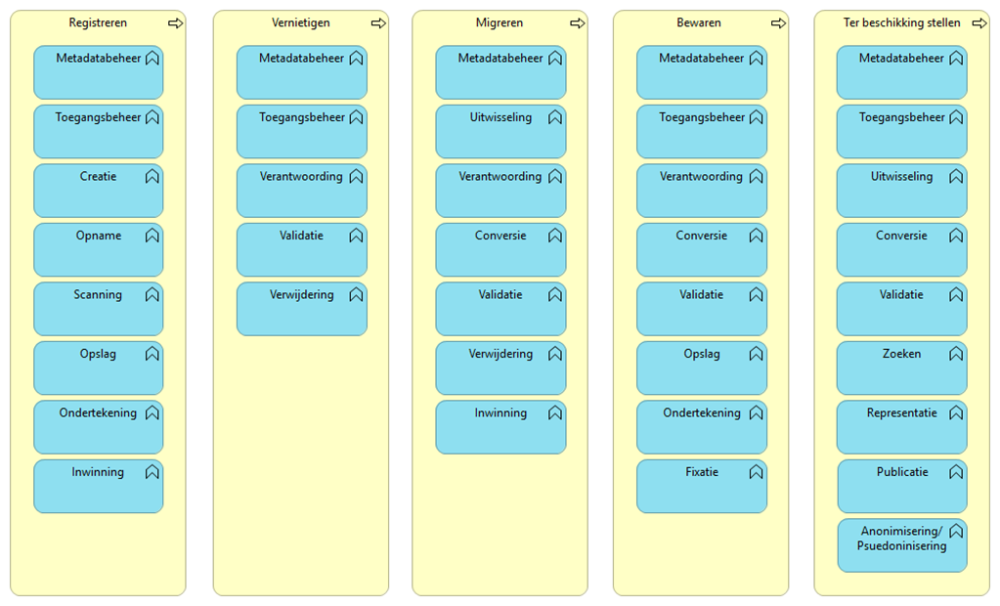 Registreren
Metadatabeheer
Toegangsbeheer
Creatie
Opname
Scanning
Opslag
Ondertekening
Inwinning
Vernietigen
Metadatabeheer
Toegangsbeheer
Verantwoording
Validatie
Verwijdering
Migreren
Metadatabeheer
Uitwisseling
Verantwoording
Conversie
Validatie
Verwijdering
Inwinning
Bewaren
Metadatabeheer
Toegangsbeheer
Verantwoording
Conversie
Validatie
Opslag
Ondertekening
Fixatie
Ter beschikking stellen
Metadatabeheer
Toegangsbeheer
Uitwisseling
Conversie
Validatie
Zoeken
Representatie
Publicatie
Anonimisering/
Psuedoninisering